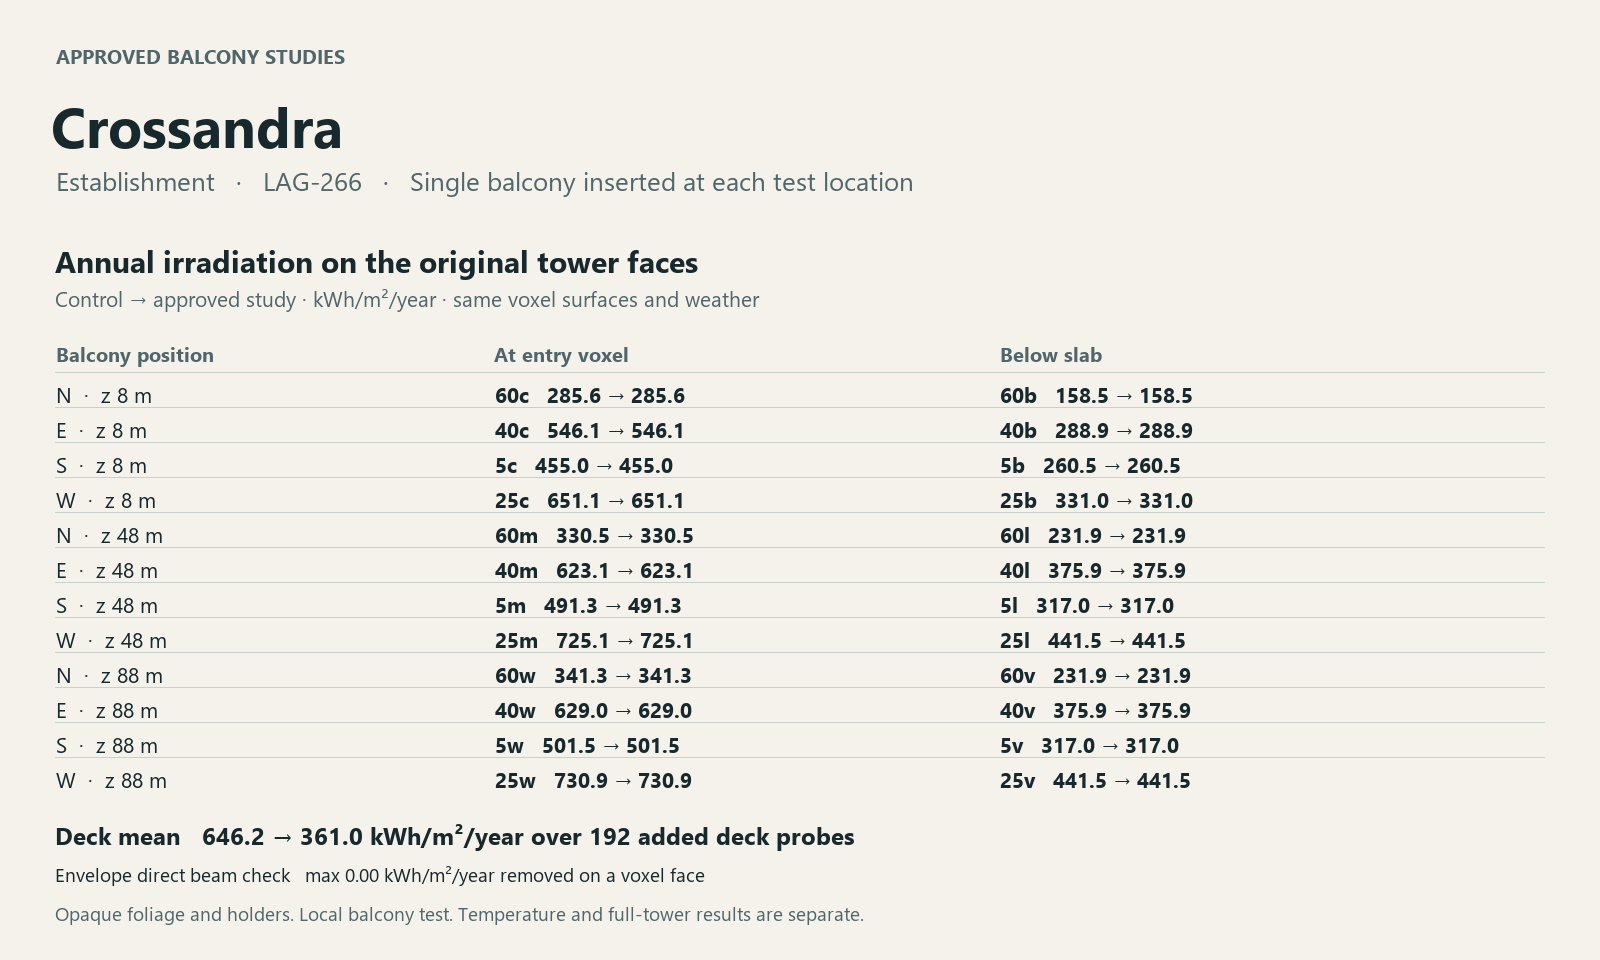 APPROVED BALCONY STUDIES
Crossandra
Establishment · LAG-266 · Single balcony inserted at each test location
Annual irradiation on the original tower faces
Control → approved study · kWh/m²/year · same voxel surfaces and weather
Balcony position At entry voxel Below slab
N · z 8 m 60c 285.6 → 285.6 60b 158.5 → 158.5
E · z 8 m 40c 546.1 → 546.1 40b 288.9 → 288.9
S · z 8 m 5c 455.0 → 455.0 5b 260.5 → 260.5
W · z 8 m 25c 651.1 → 651.1 25b 331.0 → 331.0
N · z 48 m 60m 330.5 → 330.5 60l 231.9 → 231.9
E · z 48 m 40m 623.1 → 623.1 40l 375.9 → 375.9
S · z 48 m 5m 491.3 → 491.3 5l 317.0 → 317.0
W · z 48 m 25m 725.1 → 725.1 25l 441.5 → 441.5
N · z 88 m 60w 341.3 → 341.3 60v 231.9 → 231.9
E · z 88 m 40w 629.0 → 629.0 40v 375.9 → 375.9
S · z 88 m 5w 501.5 → 501.5 5v 317.0 → 317.0
W · z 88 m 25w 730.9 → 730.9 25v 441.5 → 441.5
Deck mean 646.2 → 361.0 kWh/m²/year over 192 added deck probes
Envelope direct beam check max 0.00 kWh/m²/year removed on a voxel face
Opaque foliage and holders. Local balcony test. Temperature and full-tower results are separate.